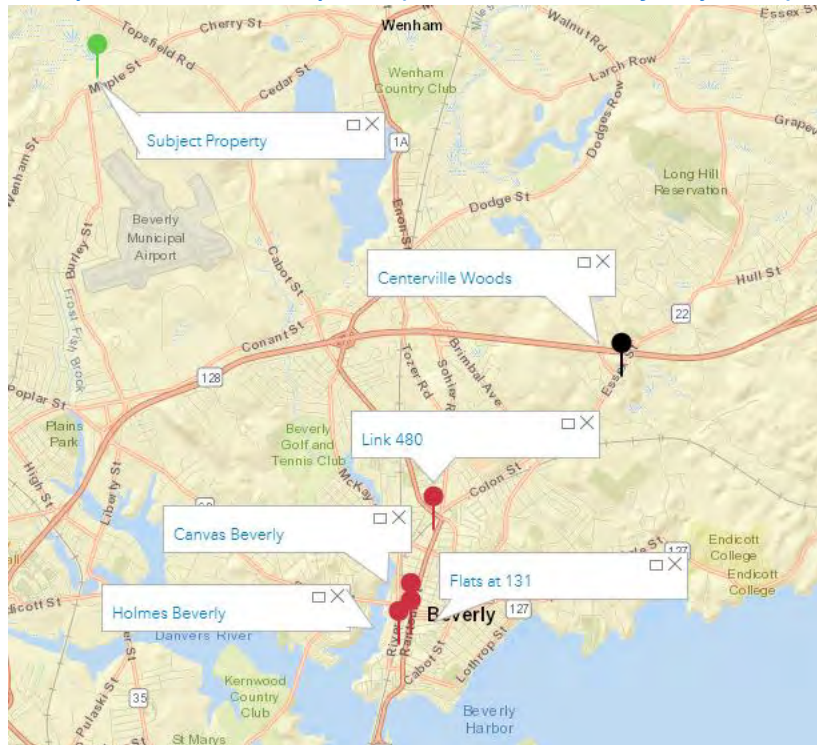 Wenham
Essex St
Topsfield Rd
Cherry St
Walnut Rd
Larch Row
Maple St
Cedar St
Wenham
Country Club
Dodges Row
Subject Property
1A
Wenham St
Long Hill
Reservation
Enon St
Dodge St
Beverly
Municipal
Airport
Burley St
Cabot St
Centerville Woods
Hull St
22
Frost Fish
Brook
Conant St
Tozer Rd
Brimbal Ave
Essex St
128
Poplar St
Plains
Park
Link 480
Beverly
Golf and
Tennis Club
High St
Liberty St
Colon St
Canvas Beverly
Endicott
College
Endicott
College
127
Flats at 131
Holmes Beverly
Beverly
127
Danvers River
Cabot St
Lothrop St
Kernwood
Country
Club
35
Pulaski St
Beverly
Harbor
St Marys